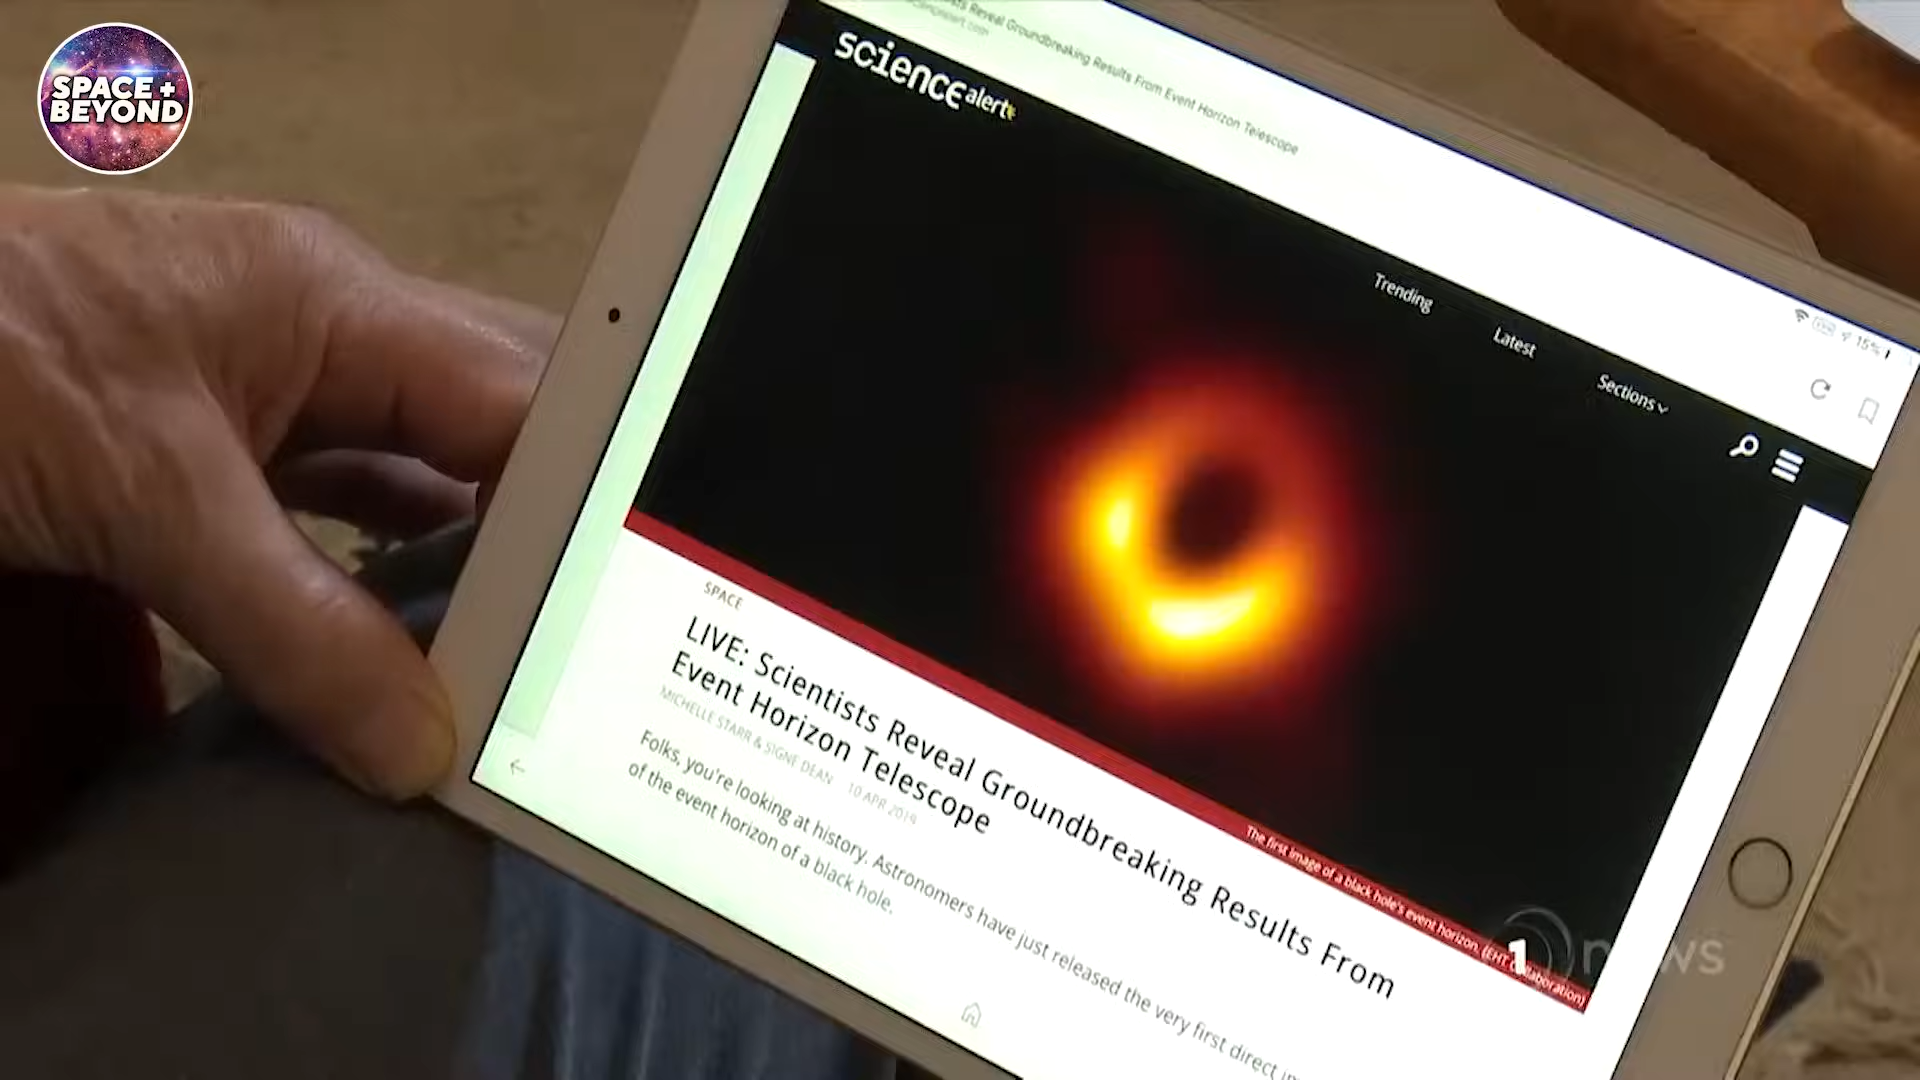 SPACE +
BEYOND
Reveal Groundbreaking Results From Event Horizon Telescope
science alert
Trending
Latest
Sections
15%
SPACE
LIVE: Scientists Reveal Groundbreaking Results From
Event Horizon Telescope
MICHELLE STARR & SIGNE DEAN 10 APR 2019
Folks, you're looking at history. Astronomers have just released the very first direct
of the event horizon of a black hole.
The first image of a black hole's event horizon. (EHT Collaboration)
1 news